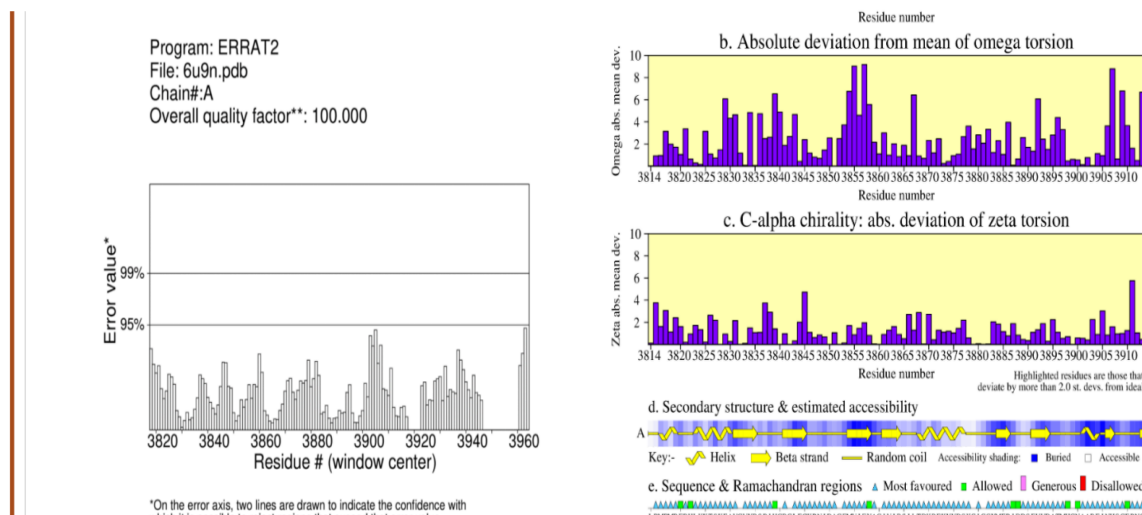 Program: ERRAT2
File: 6u9n.pdb
Chain#:A
Overall quality factor**: 100.000
Error value*
99%
95%
3820 3840 3860 3880 3900 3920 3940 3960
Residue # (window center)
*On the error axis, two lines are drawn to indicate the confidence with
Residue number
b. Absolute deviation from mean of omega torsion
Omega abs. mean dev.
10
8
6
4
2
3814 3820 3825 3830 3835 3840 3845 3850 3855 3860 3865 3870 3875 3880 3885 3890 3895 3900 3905 3910
Residue number
c. C-alpha chirality: abs. deviation of zeta torsion
Zeta abs. mean dev.
10
8
6
4
2
3814 3820 3825 3830 3835 3840 3845 3850 3855 3860 3865 3870 3875 3880 3885 3890 3895 3900 3905 3910
Residue number
Highlighted residues are those that
deviate by more than 2.0 st. devs. from ideal
d. Secondary structure & estimated accessibility
A
Key:- Helix Beta strand Random coil Accessibility shading: Buried Accessible
e. Sequence & Ramachandran regions Most favoured Allowed Generous Disallowed